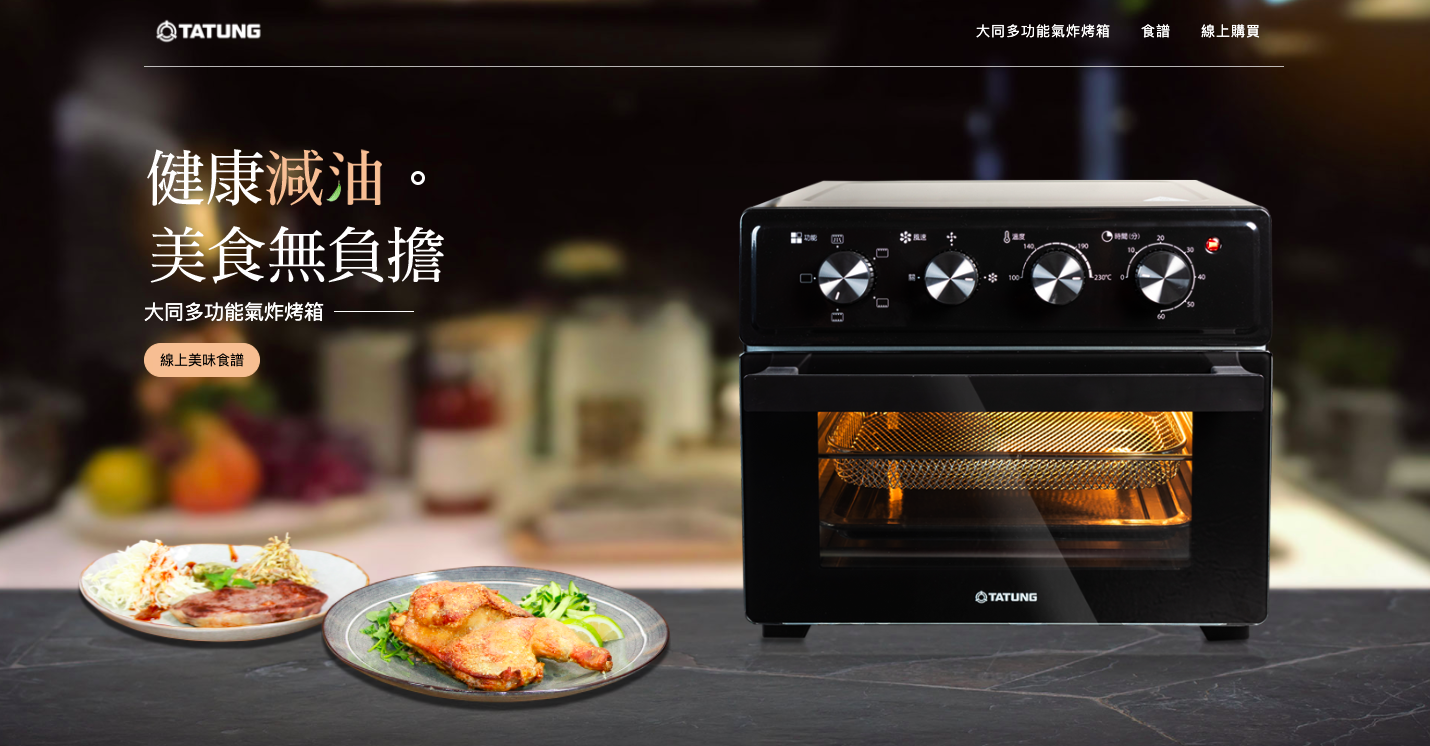 TATUNG
大同多功能氣炸烤箱
食譜
線上購買
健康減油。
美食無負擔
大同多功能氣炸烤箱
線上美味食譜
功能
風速
溫度
140
190
100
230°C
時間(分)
20
10
30
0
40
50
60
TATUNG